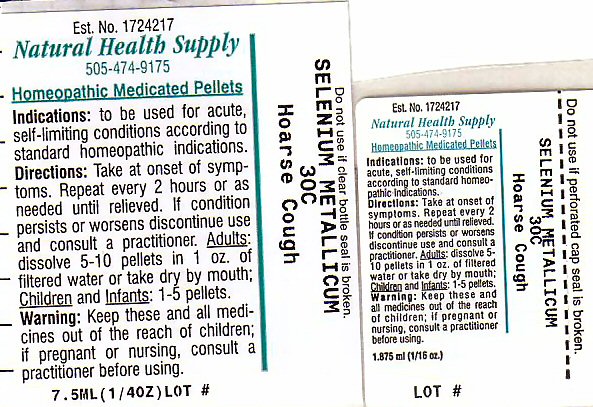 Est. No. 1724217
Natural Health Supply
505-474-9175
Homeopathic Medicated Pellets
Indications: to be used for acute,
self-limiting conditions according to
standard homeopathic indications.
Directions: Take at onset of symp-
toms. Repeat every 2 hours or as
needed until relieved. If condition
persists or worsens discontinue use
and consult a practitioner. Adults:
dissolve 5-10 pellets in 1 oz. of
filtered water or take dry by mouth;
Children and Infants: 1-5 pellets.
Warning: Keep these and all medi-
cines out of the reach of children;
if pregnant or nursing, consult a
practitioner before using.
7.5ML(1/4OZ)LOT #
Do not use if clear bottle seal is broken.
SELENIUM METALLICUM
30C
Hoarse Cough
Est. No. 1724217
Natural Health Supply
505-474-9175
Homeopathic Medicated Pellets
Indications: to be used for
acute, self-limiting conditions
according to standard homeo-
pathic indications.
Directions: Take at onset of
symptoms. Repeat every 2
hours or as needed until relieved.
If condition persists or worsens
discontinue use and consult a
practitioner. Adults: dissolve 5-
10 pellets in 1 oz. of filtered
water or take dry by mouth;
Children and Infants: 1-5 pellets.
Warning: Keep these and
all medicines out of the reach
of children; if pregnant or
nursing, consult a practitioner
before using.
1.875 ml (1/16 oz.)
LOT #
Do not use if perforated cap seal is broken.
SELENIUM METALLICUM
30C
Hoarse Cough